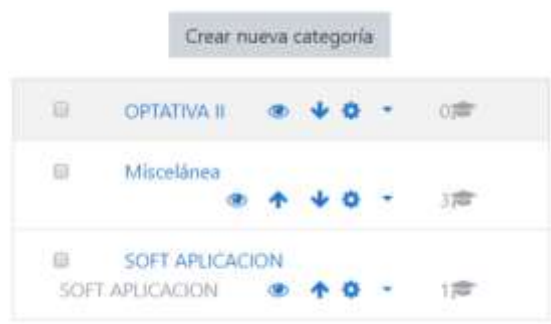 Crear nueva categoría
OPTATIVA II 0
Miscelánea
3
SOFT APLICACION
SOFT APLICACION 1